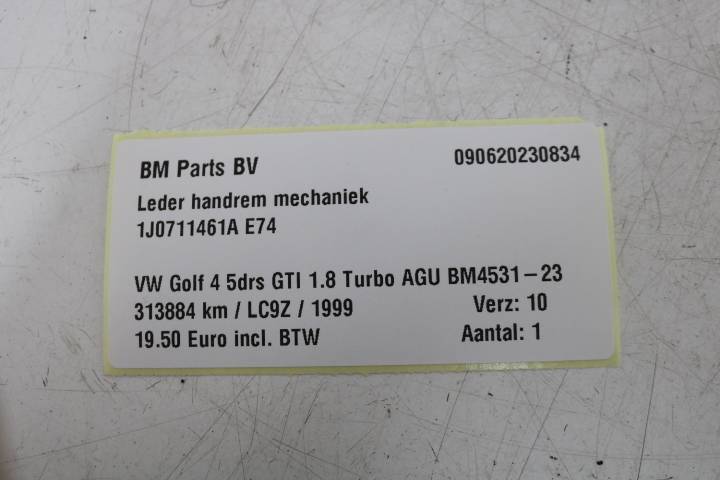 BM Parts BV 090620230834
Leder handrem mechaniek
1J0711461A E74
VW Golf 4 5drs GTI 1.8 Turbo AGU BM4531-23
313884 km / LC9Z / 1999 Verz: 10
19.50 Euro incl. BTW Aantal: 1